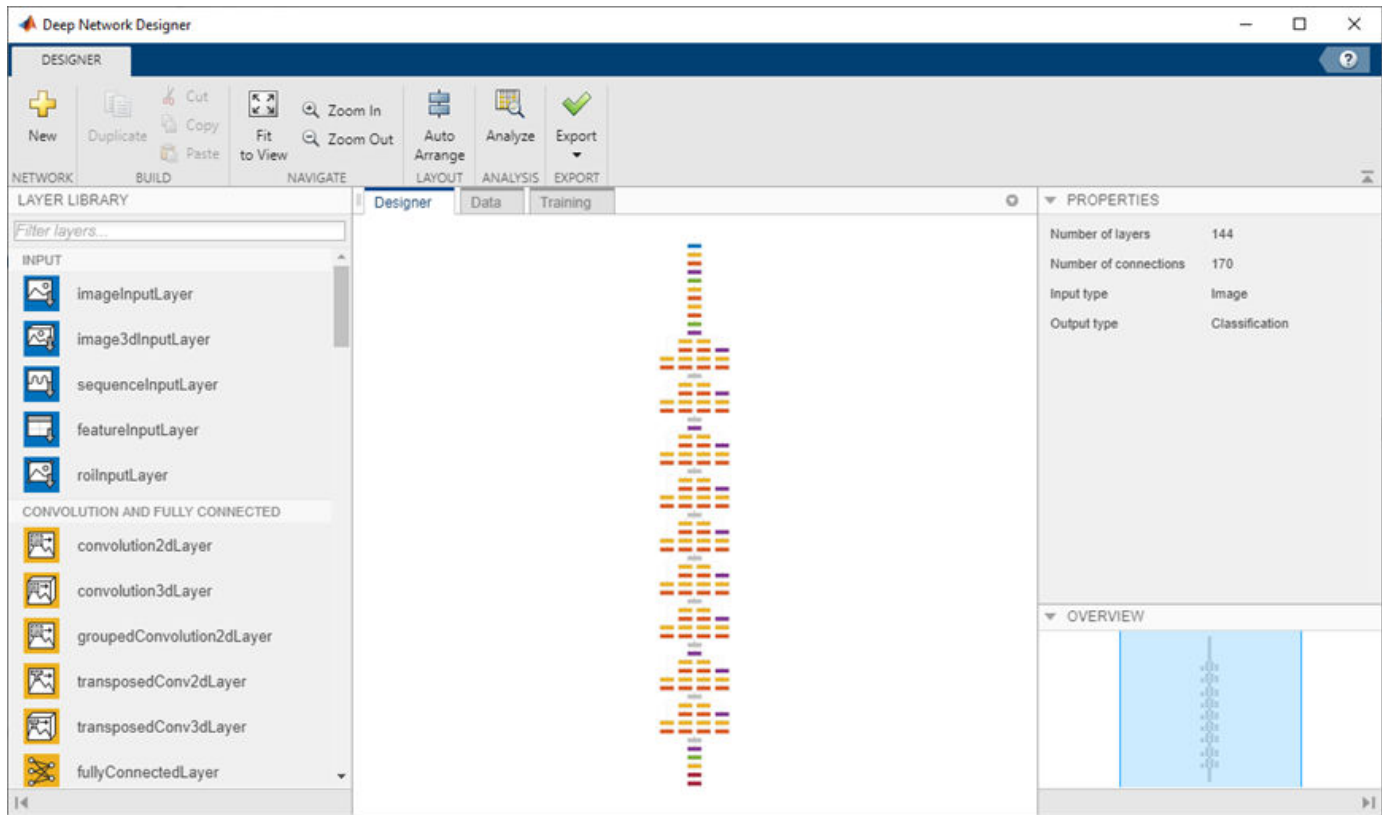 Deep Network Designer
DESIGNER
New
Duplicate
Cut
Copy
Paste
Fit
to View
Zoom In
Zoom Out
Auto
Arrange
Analyze
Export
NETWORK BUILD NAVIGATE LAYOUT ANALYSIS EXPORT
LAYER LIBRARY
Filter layers...
INPUT
imageInputLayer
image3dInputLayer
sequenceInputLayer
featureInputLayer
roiInputLayer
CONVOLUTION AND FULLY CONNECTED
convolution2dLayer
convolution3dLayer
groupedConvolution2dLayer
transposedConv2dLayer
transposedConv3dLayer
fullyConnectedLayer
Designer Data Training
PROPERTIES
Number of layers 144
Number of connections 170
Input type Image
Output type Classification
OVERVIEW